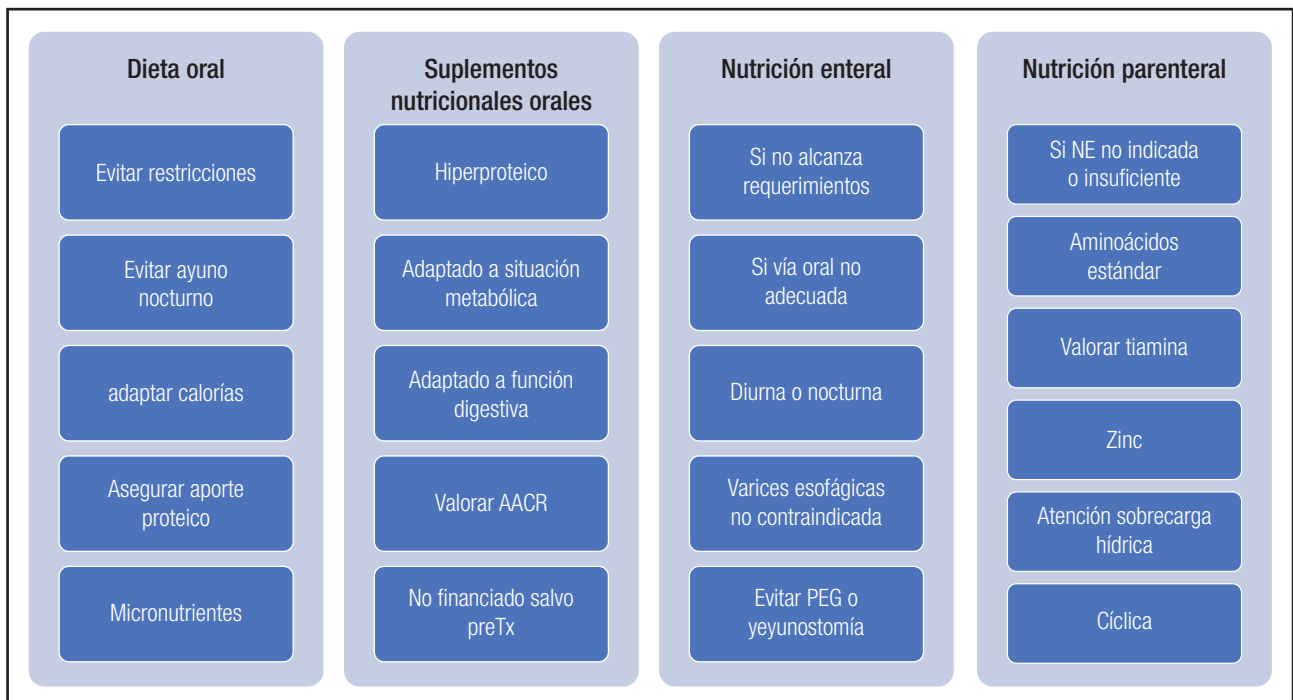 Dieta oral
Evitar restricciones
Evitar ayuno
nocturno
adaptar calorías
Asegurar aporte
proteico
Micronutrientes
Suplementos
nutricionales orales
Hiperproteico
Adaptado a situación
metabólica
Adaptado a función
digestiva
Valorar AACR
No financiado salvo
preTx
Nutrición enteral
Si no alcanza
requerimientos
Si vía oral no
adecuada
Diurna o nocturna
Varices esofágicas
no contraindicada
Evitar PEG o
yeyunostomía
Nutrición parenteral
Si NE no indicada
o insuficiente
Aminoácidos
estándar
Valorar tiamina
Zinc
Atención sobrecarga
hídrica
Cíclica